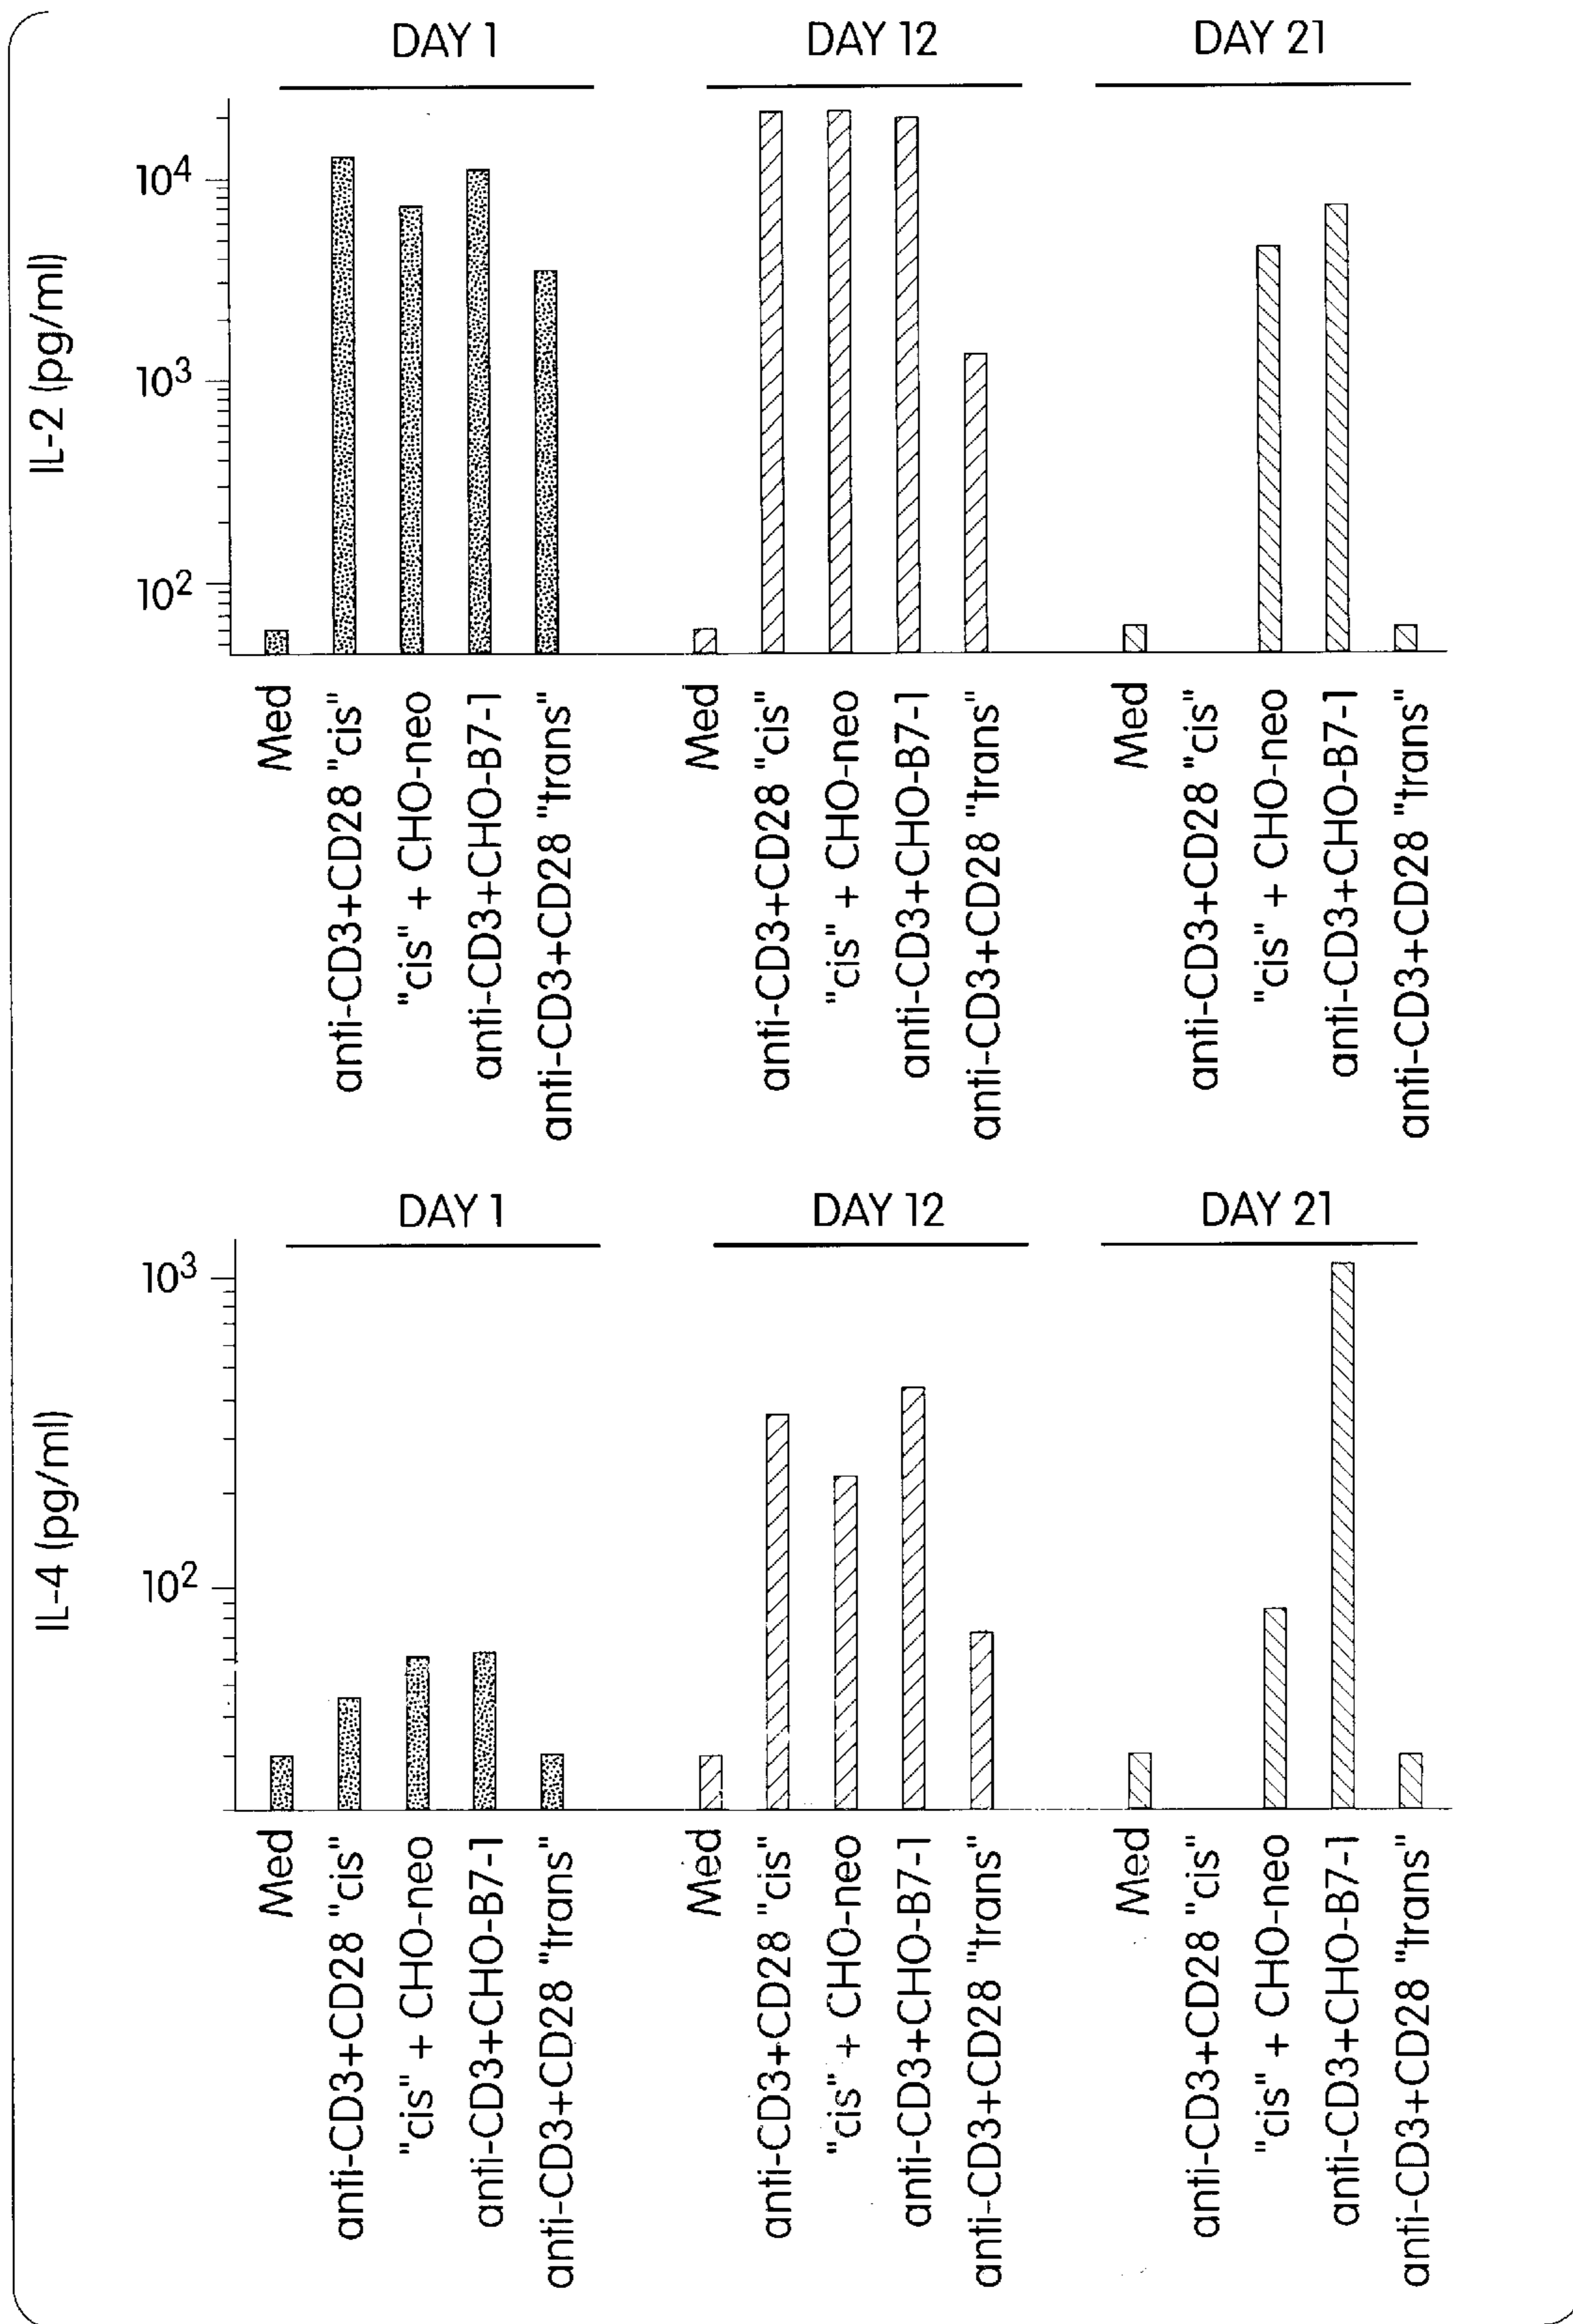 DAY 1 DAY 12 DAY 21
IL-2 (pg/ml)
10⁴
10³
10²
Med
anti-CD3+CD28 "cis"
"cis" + CHO-neo
anti-CD3+CHO-B7-1
anti-CD3+CD28 "trans"
Med
anti-CD3+CD28 "cis"
"cis" + CHO-neo
anti-CD3+CHO-B7-1
anti-CD3+CD28 "trans"
Med
anti-CD3+CD28 "cis"
"cis" + CHO-neo
anti-CD3+CHO-B7-1
anti-CD3+CD28 "trans"
DAY 1 DAY 12 DAY 21
IL-4 (pg/ml)
10³
10²
Med
anti-CD3+CD28 "cis"
"cis" + CHO-neo
anti-CD3+CHO-B7-1
anti-CD3+CD28 "trans"
Med
anti-CD3+CD28 "cis"
"cis" + CHO-neo
anti-CD3+CHO-B7-1
anti-CD3+CD28 "trans"
Med
anti-CD3+CD28 "cis"
"cis" + CHO-neo
anti-CD3+CHO-B7-1
anti-CD3+CD28 "trans"